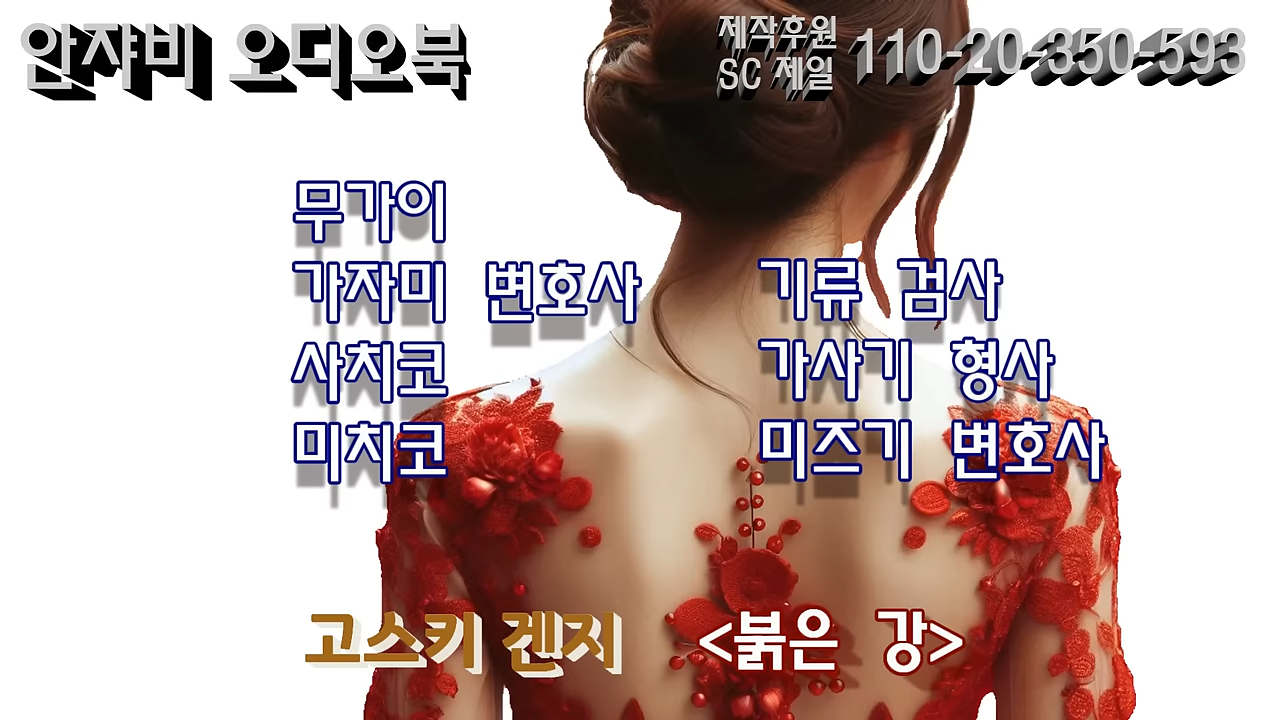 안쟈비 오디오북
제작후원
SC 제일
110-20-350-593
무가이
가자미 변호사
사치코
미치코
기류 검사
가사기 형사
미즈기 변호사
고스키 겐지 <붉은 강>